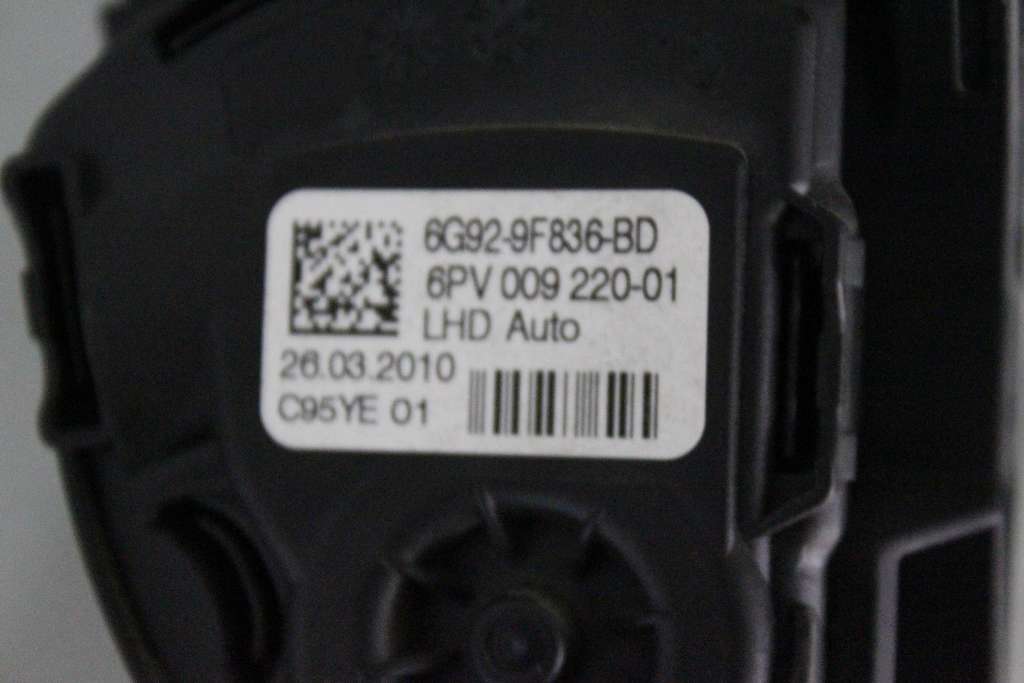 6G92-9F836-BD
6PV 009 220-01
LHD Auto
26.03.2010
C95YE 01